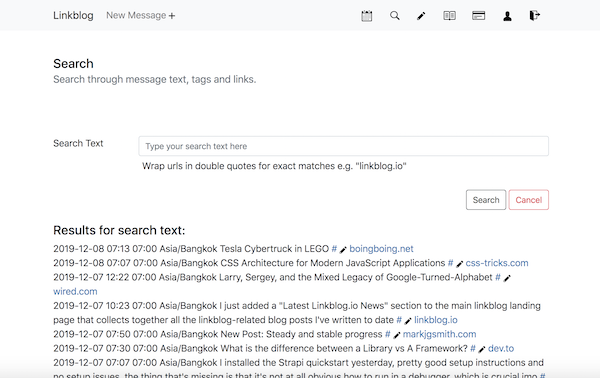 Linkblog New Message +
Search
Search through message text, tags and links.
Search Text Type your search text here
Wrap urls in double quotes for exact matches e.g. "linkblog.io"
Search Cancel
Results for search text:
2019-12-08 07:13 07:00 Asia/Bangkok Tesla Cybertruck in LEGO # boingboing.net
2019-12-08 07:07 07:00 Asia/Bangkok CSS Architecture for Modern JavaScript Applications # css-tricks.com
2019-12-07 12:22 07:00 Asia/Bangkok Larry, Sergey, and the Mixed Legacy of Google-Turned-Alphabet #
wired.com
2019-12-07 10:23 07:00 Asia/Bangkok I just added a "Latest Linkblog.io News" section to the main linkblog landing
page that collects together all the linkblog-related blog posts I've written to date # linkblog.io
2019-12-07 07:50 07:00 Asia/Bangkok New Post: Steady and stable progress # markjgsmith.com
2019-12-07 07:30 07:00 Asia/Bangkok What is the difference between a Library vs A Framework? # dev.to
2019-12-07 07:07 07:00 Asia/Bangkok I installed the Strapi quickstart yesterday, pretty good setup instructions and
no setup issues, the thing that's missing is that it's not at all obvious how to run in a debugger, which is crucial imo #